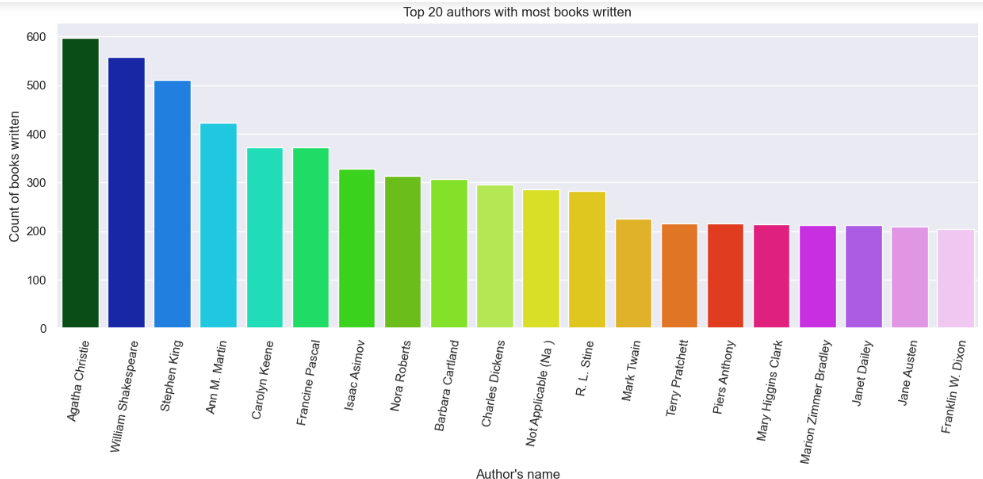 Top 20 authors with most books written
Count of books written
600
500
400
300
200
100
0
Agatha Christie
William Shakespeare
Stephen King
Ann M. Martin
Carolyn Keene
Francine Pascal
Isaac Asimov
Nora Roberts
Barbara Cartland
Charles Dickens
Not Applicable (Na )
R. L. Stine
Mark Twain
Terry Pratchett
Piers Anthony
Mary Higgins Clark
Marion Zimmer Bradley
Janet Dailey
Jane Austen
Franklin W. Dixon
Author's name